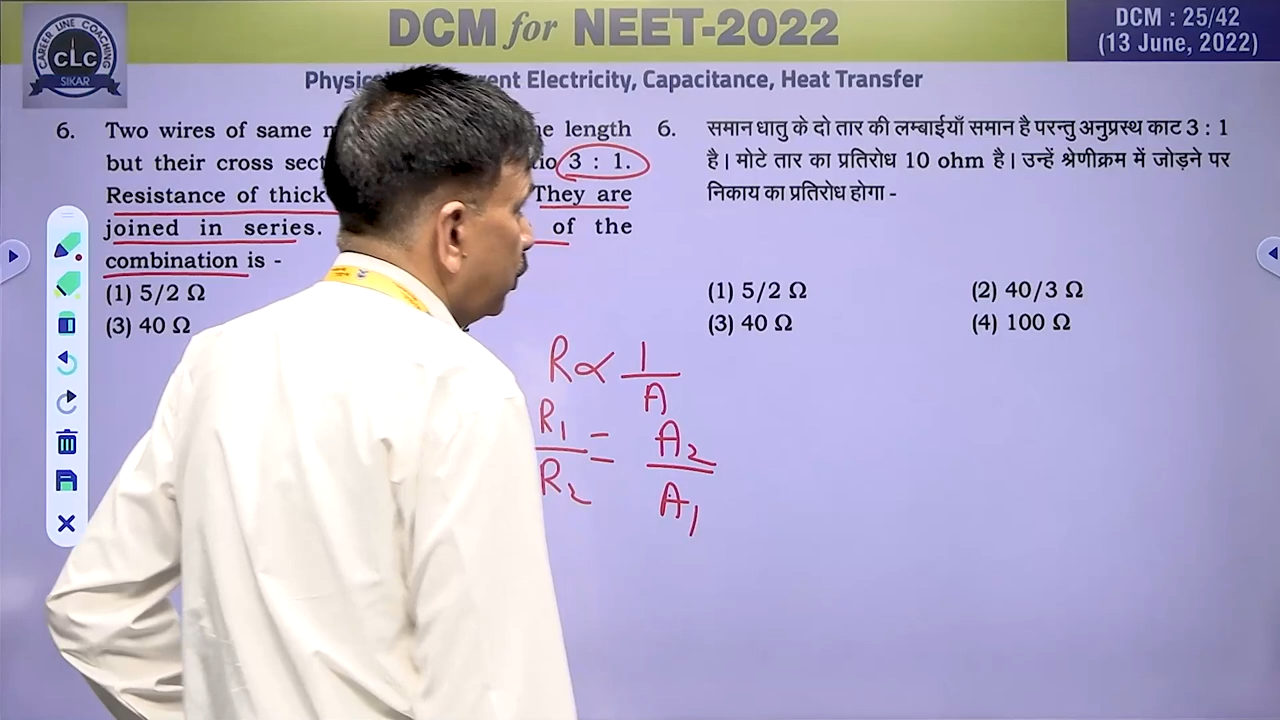 DCM for NEET-2022
DCM : 25/42
(13 June, 2022)
CAREER LINE COACHING
CLC
SIKAR
Physics Electricity, Capacitance, Heat Transfer
6. Two wires of same length
but their cross 3 : 1.
Resistance of thick They are
joined in series. of the
combination is -
(1) 5/2 Ω
(3) 40 Ω
6. समान धातु के दो तार की लम्बाईयाँ समान है परन्तु अनुप्रस्थ काट 3 : 1
है। मोटे तार का प्रतिरोध 10 ohm है। उन्हें श्रेणीक्रम में जोड़ने पर
निकाय का प्रतिरोध होगा -
(1) 5/2 Ω (2) 40/3 Ω
(3) 40 Ω (4) 100 Ω
R ∝ 1/A
R₁/R₂ = A₂/A₁